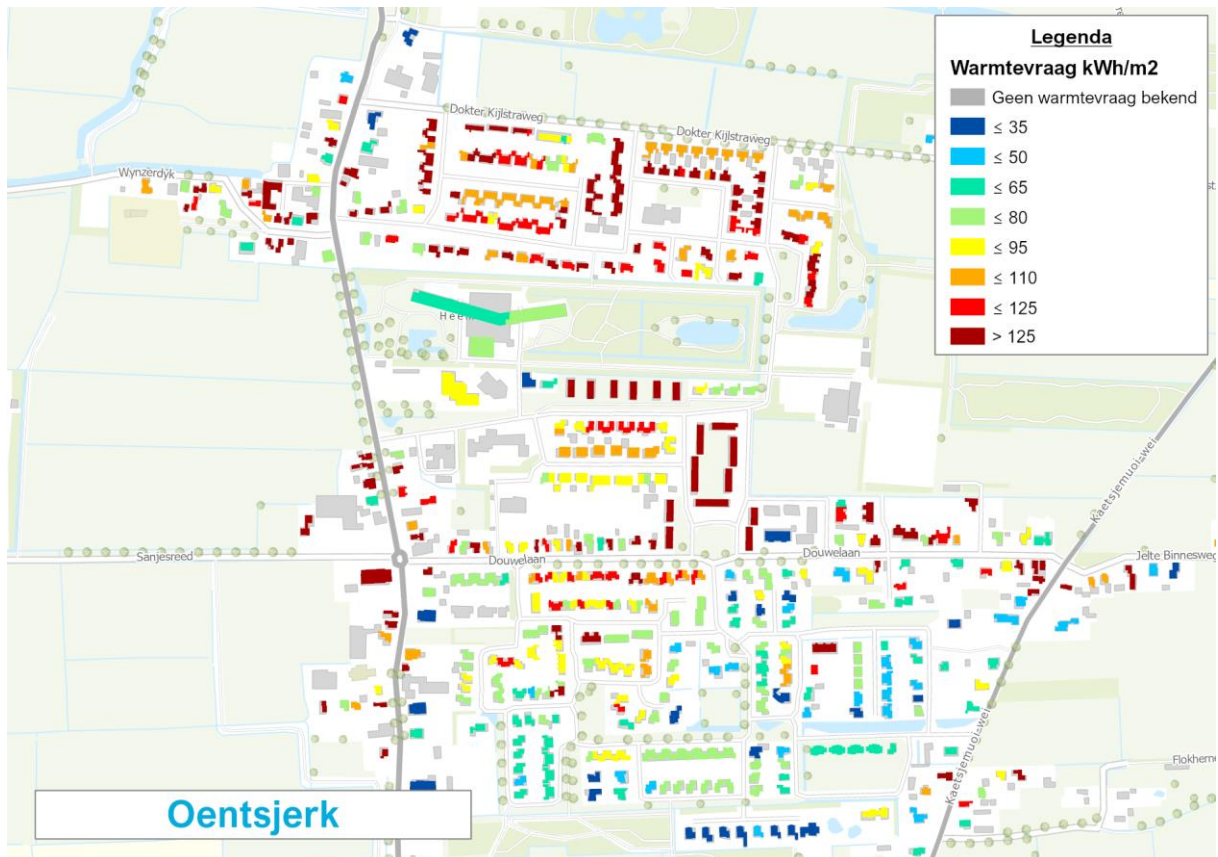 Legenda
Warmtevraag kWh/m2
Geen warmtevraag bekend
≤ 35
≤ 50
≤ 65
≤ 80
≤ 95
≤ 110
≤ 125
> 125
Dokter Kijlstraweg
Dokter Kijlstraweg
Wynzerdyk
Kaetsjemuoi-wei
Sanjesreed
Douwelaan
Douwelaan
Jelte Binnesweg
Kaetsjemuoi-wei
Oentsjerk